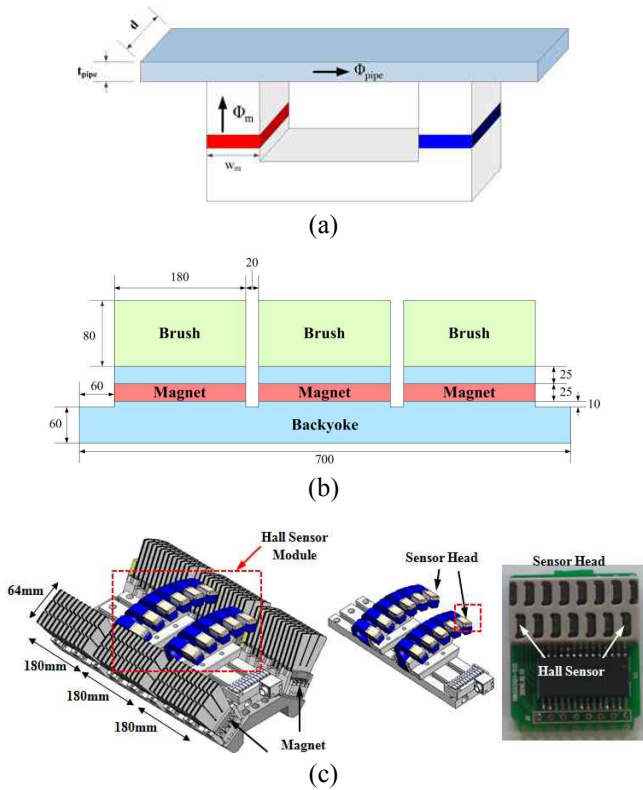 d
t_pipe
Φ_pipe
Φ_m
w_m
(a)
20
180
Brush Brush Brush
80
25
60
Magnet Magnet Magnet
25
10
60
Backyoke
700
(b)
Hall Sensor
Module
Sensor Head
Sensor Head
64mm
Hall Sensor
180mm
180mm
180mm
Magnet
(c)